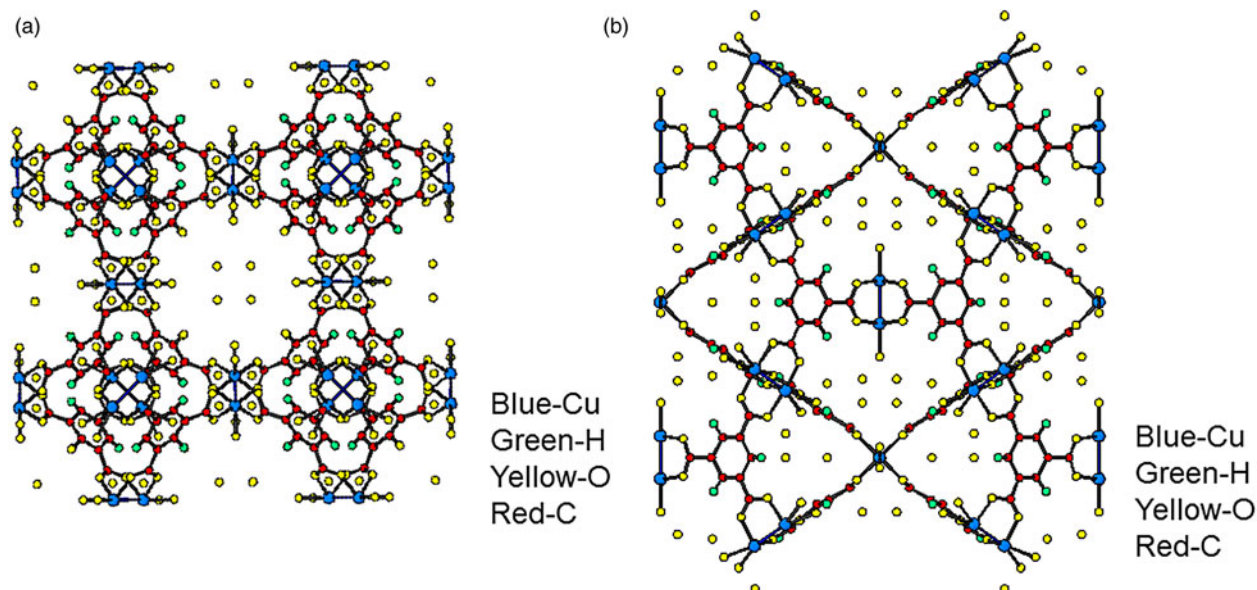 (a)
Blue-Cu
Green-H
Yellow-O
Red-C
(b)
Blue-Cu
Green-H
Yellow-O
Red-C